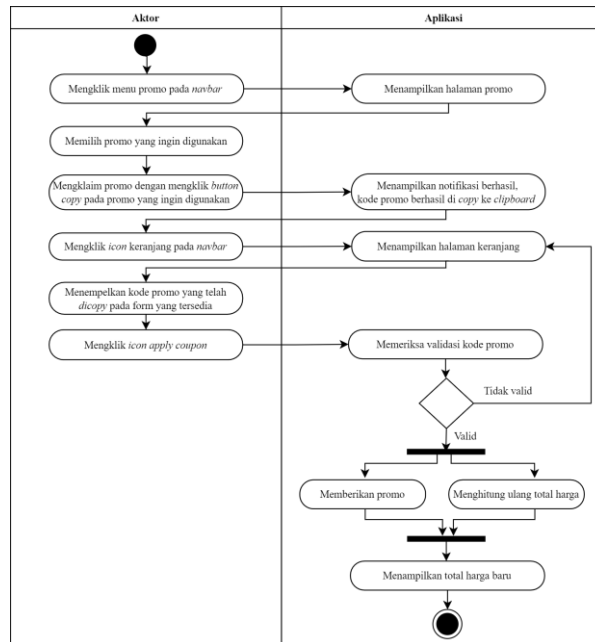 Aktor
Aplikasi
Mengklik menu promo pada navbar
Menampilkan halaman promo
Memilih promo yang ingin digunakan
Mengklaim promo dengan mengklik button
copy pada promo yang ingin digunakan
Menampilkan notifikasi berhasil,
kode promo berhasil di copy ke clipboard
Mengklik icon keranjang pada navbar
Menampilkan halaman keranjang
Menempelkan kode promo yang telah
dicopy pada form yang tersedia
Mengklik icon apply coupon
Memeriksa validasi kode promo
Tidak valid
Valid
Memberikan promo
Menghitung ulang total harga
Menampilkan total harga baru